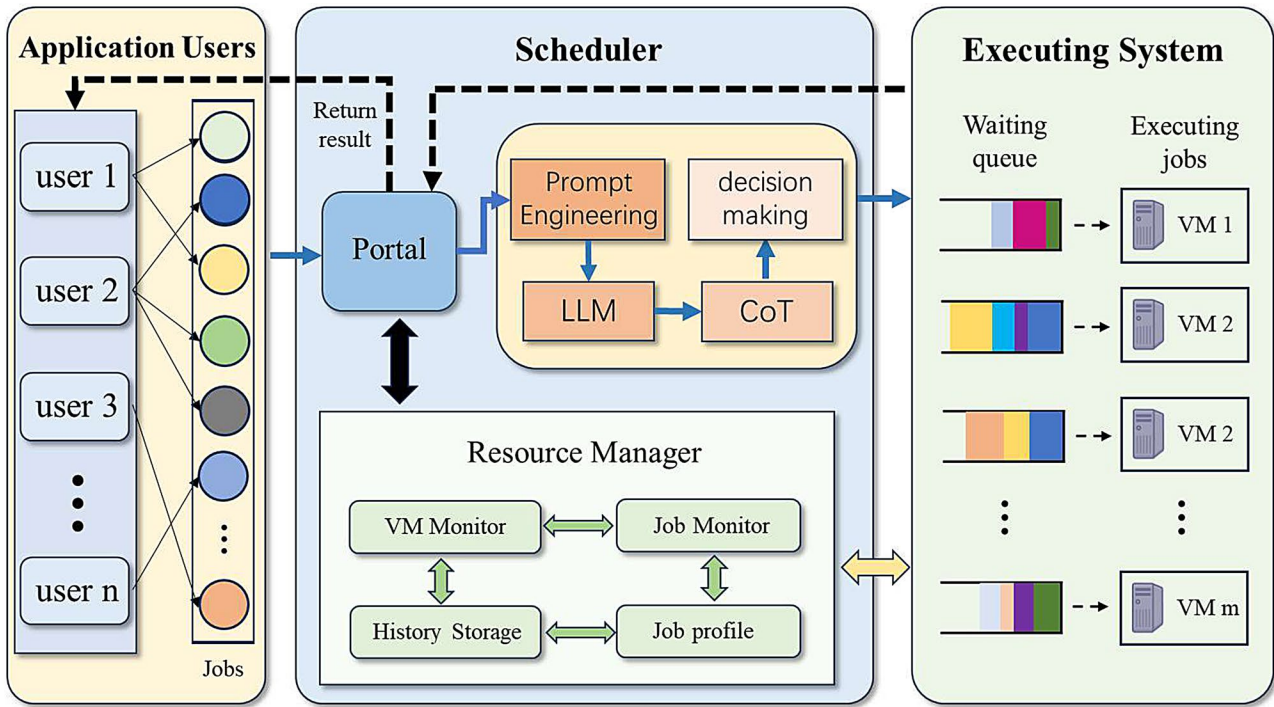 Application Users
user 1
user 2
user 3
user n
Jobs
Scheduler
Return
result
Portal
Prompt
Engineering
decision
making
LLM
CoT
Resource Manager
VM Monitor
Job Monitor
History Storage
Job profile
Executing System
Waiting
queue
Executing
jobs
VM 1
VM 2
VM 2
VM m